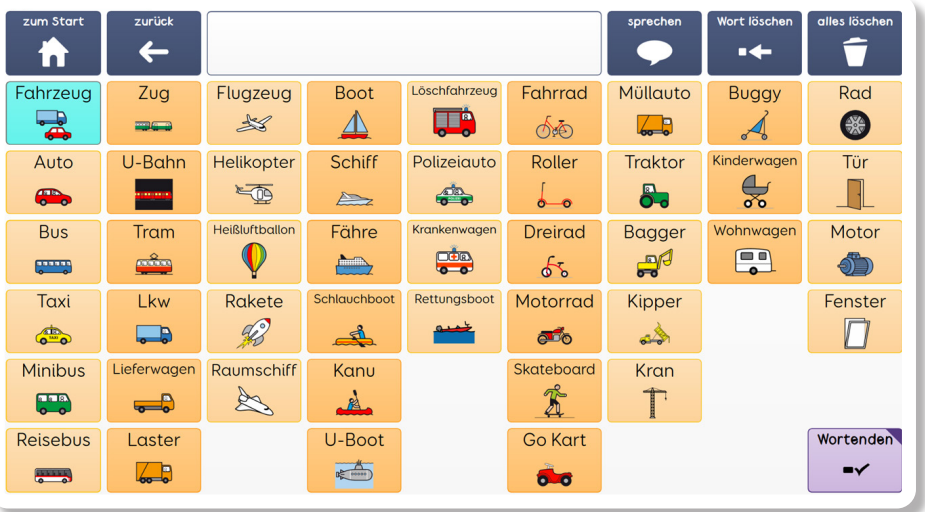 zum Start
zurück
sprechen
Wort löschen
alles löschen
Fahrzeug
Zug
Flugzeug
Boot
Löschfahrzeug
Fahrrad
Müllauto
Buggy
Rad
Auto
U-Bahn
Helikopter
Schiff
Polizeiauto
Roller
Traktor
Kinderwagen
Tür
Bus
Tram
Heißluftballon
Fähre
Krankenwagen
Dreirad
Bagger
Wohnwagen
Motor
Taxi
Lkw
Rakete
Schlauchboot
Rettungsboot
Motorrad
Kipper
Fenster
Minibus
Lieferwagen
Raumschiff
Kanu
Skateboard
Kran
Reisebus
Laster
U-Boot
Go Kart
Wortenden